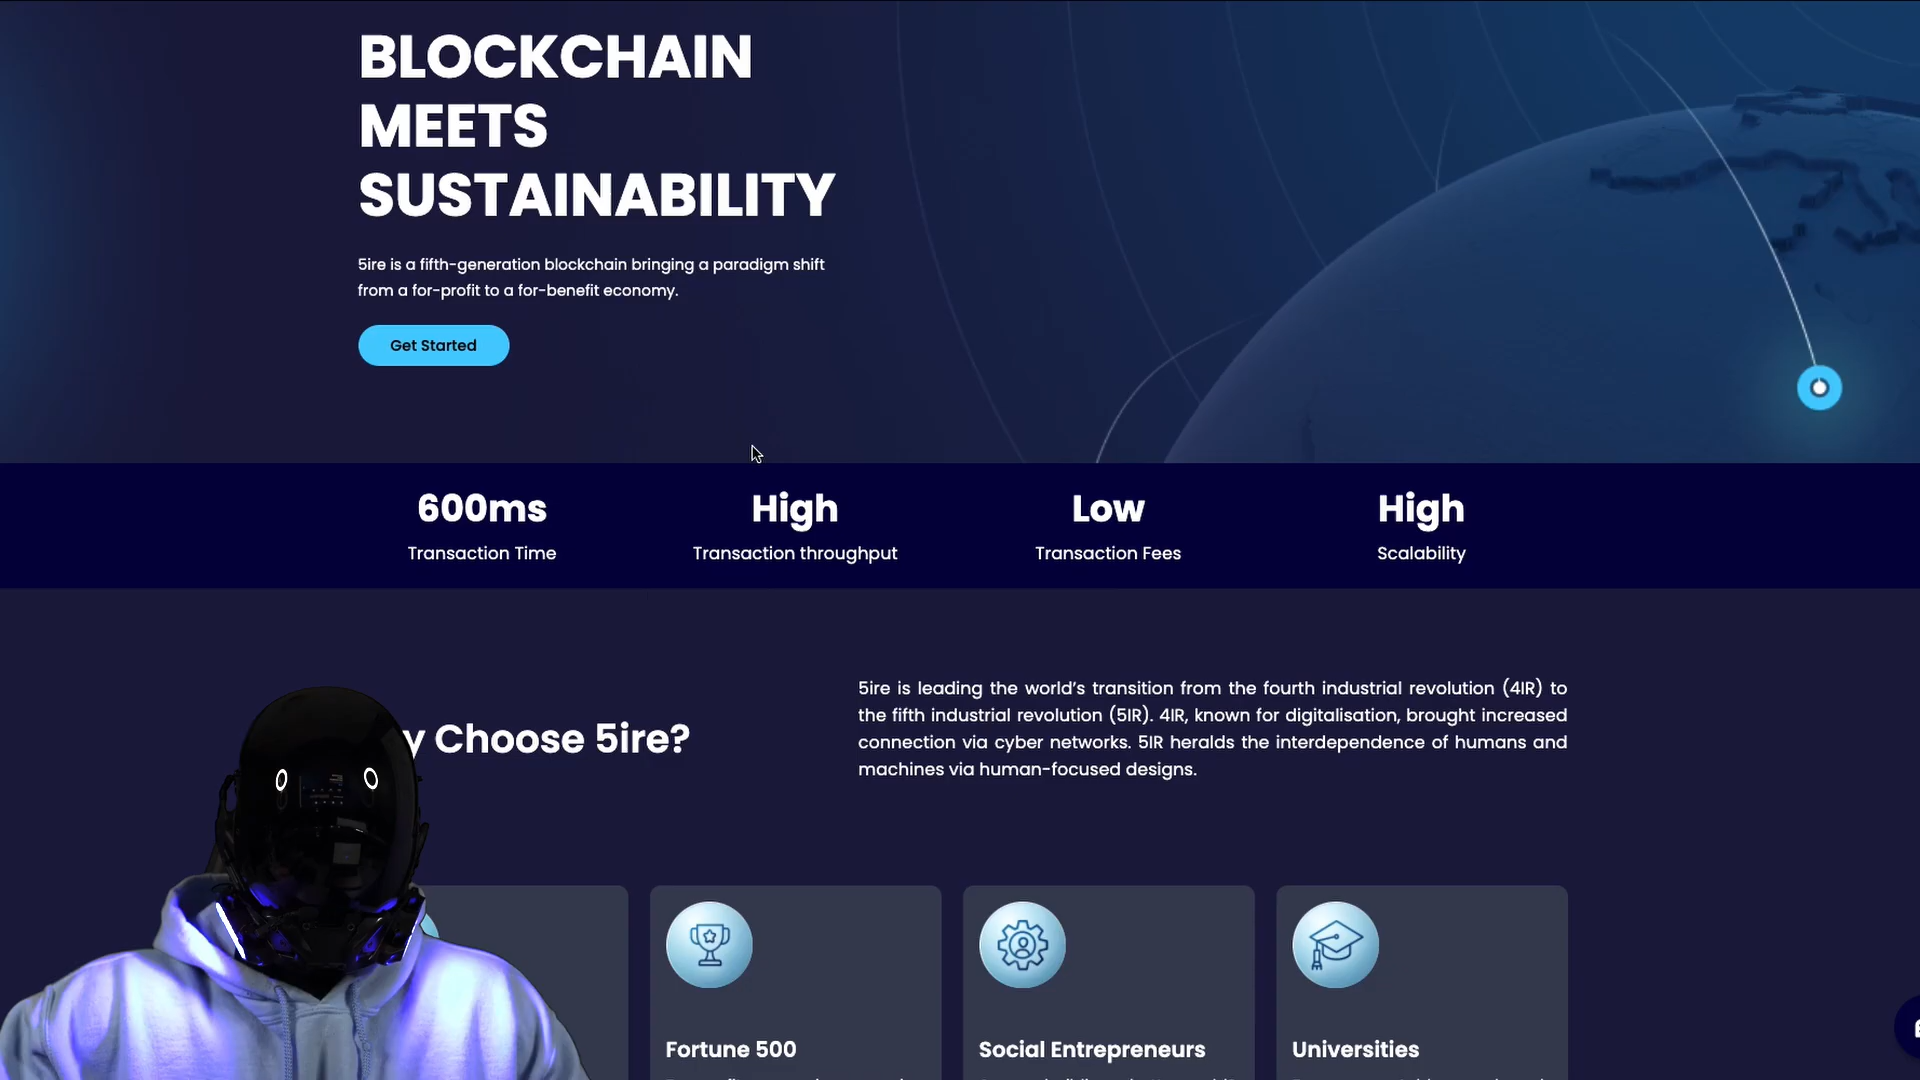 BLOCKCHAIN
MEETS
SUSTAINABILITY
5ire is a fifth-generation blockchain bringing a paradigm shift
from a for-profit to a for-benefit economy.
Get Started
600ms
Transaction Time
High
Transaction throughput
Low
Transaction Fees
High
Scalability
y Choose 5ire?
5ire is leading the world’s transition from the fourth industrial revolution (4IR) to
the fifth industrial revolution (5IR). 4IR, known for digitalisation, brought increased
connection via cyber networks. 5IR heralds the interdependence of humans and
machines via human-focused designs.
Fortune 500
Social Entrepreneurs
Universities